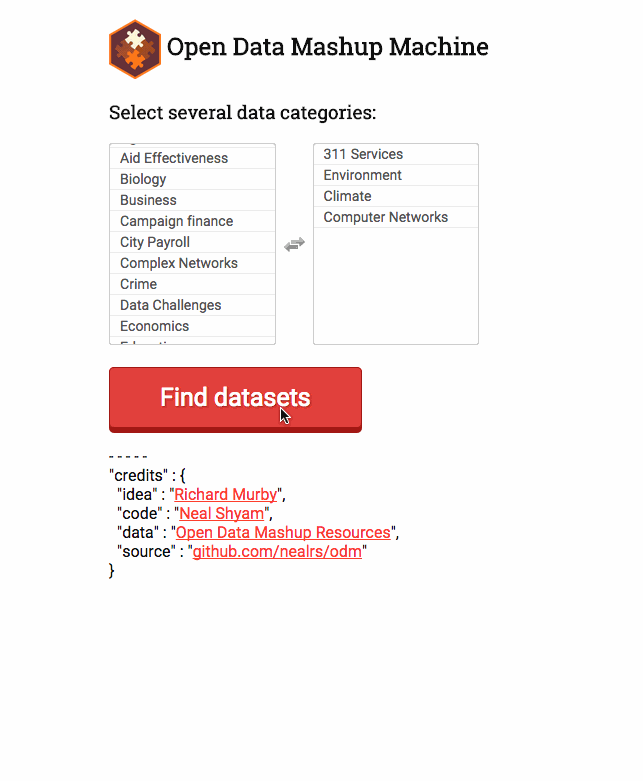 Open Data Mashup Machine
Select several data categories:
Aid Effectiveness
Biology
Business
Campaign finance
City Payroll
Complex Networks
Crime
Data Challenges
Economics
311 Services
Environment
Climate
Computer Networks
Find datasets
- - - - -
"credits" : {
"idea" : "Richard Murby",
"code" : "Neal Shyam",
"data" : "Open Data Mashup Resources",
"source" : "github.com/nealrs/odm"
}